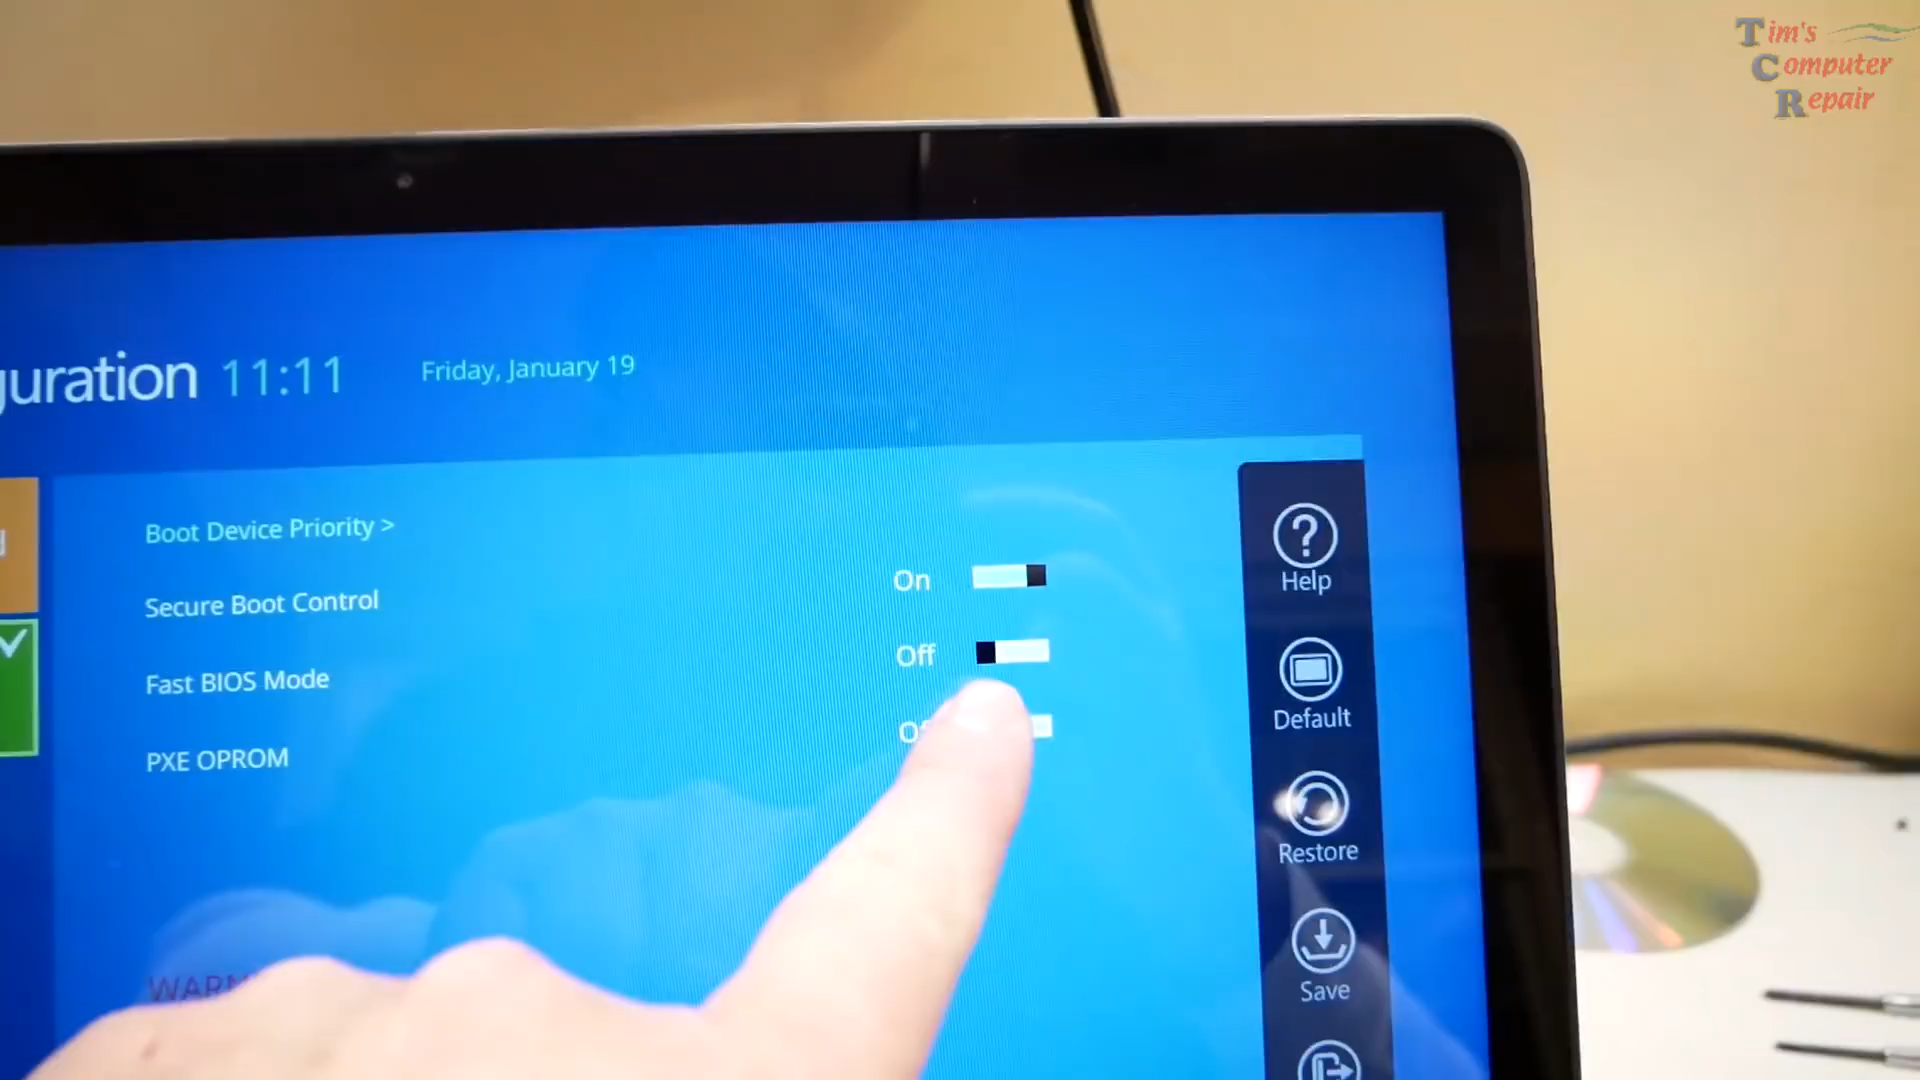 Tim's
Computer
Repair
guration 11:11 Friday, January 19
Boot Device Priority >
Secure Boot Control On
Fast BIOS Mode Off
PXE OPROM
Help
Default
Restore
Save